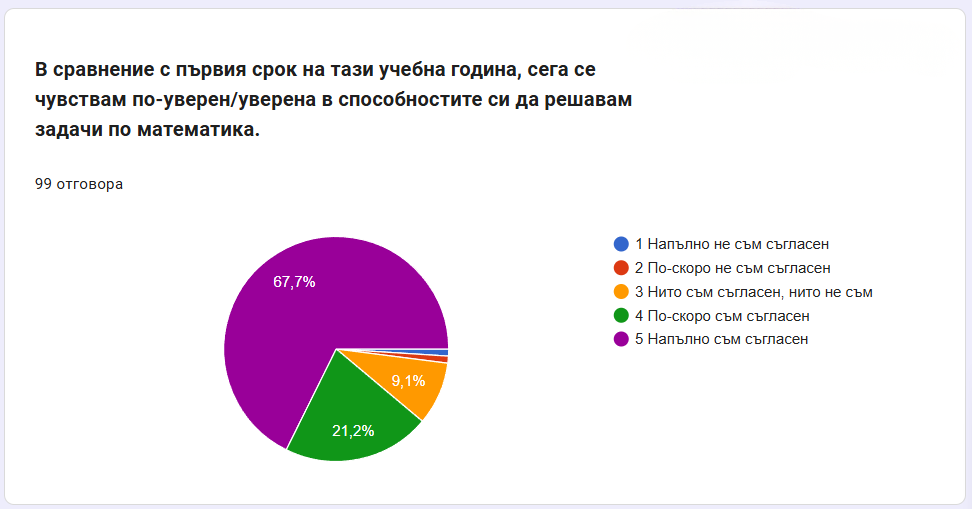 В сравнение с първия срок на тази учебна година, сега се
чувствам по-уверен/уверена в способностите си да решавам
задачи по математика.
99 отговора
67,7%
9,1%
21,2%
1 Напълно не съм съгласен
2 По-скоро не съм съгласен
3 Нито съм съгласен, нито не съм
4 По-скоро съм съгласен
5 Напълно съм съгласен